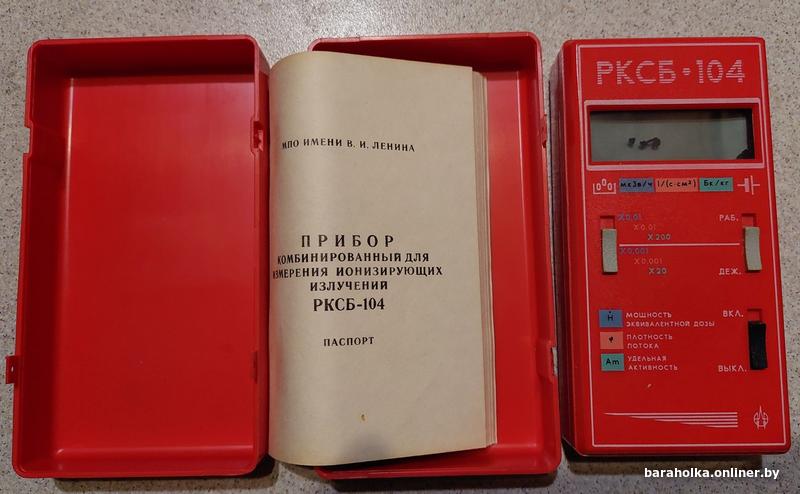 МПО ИМЕНИ В. И. ЛЕНИНА
ПРИБОР
КОМБИНИРОВАННЫЙ ДЛЯ
ИЗМЕРЕНИЯ ИОНИЗИРУЮЩИХ
ИЗЛУЧЕНИЙ
РКСБ-104
ПАСПОРТ
РКСБ•104
мкЗв/ч 1/(с·см²) Бк/кг
X0,01
X0,01
X200
РАБ.
X0,001
X0,001
X20
ДЕЖ.
Ḣ МОЩНОСТЬ
ЭКВИВАЛЕНТНОЙ ДОЗЫ
ВКЛ.
φ ПЛОТНОСТЬ
ПОТОКА
Am УДЕЛЬНАЯ
АКТИВНОСТЬ
ВЫКЛ.
baraholka.onliner.by